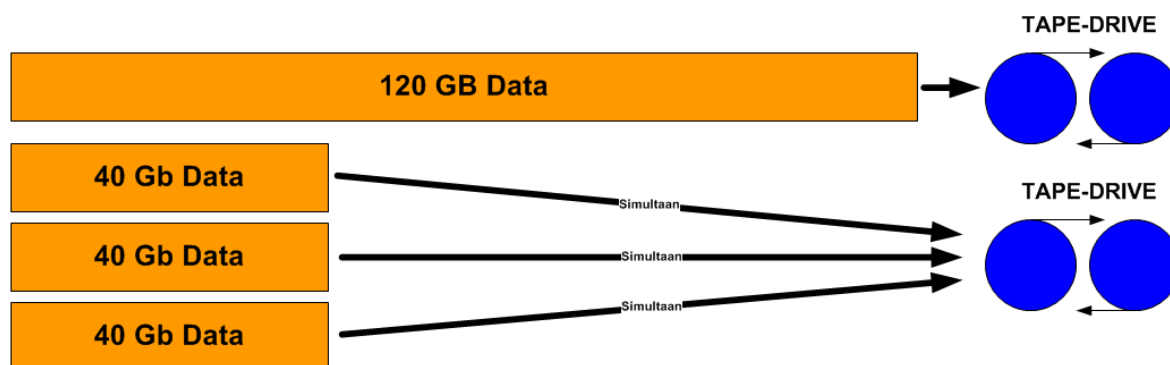 TAPE-DRIVE
120 GB Data
40 Gb Data
Simultaan
TAPE-DRIVE
40 Gb Data
Simultaan
40 Gb Data
Simultaan